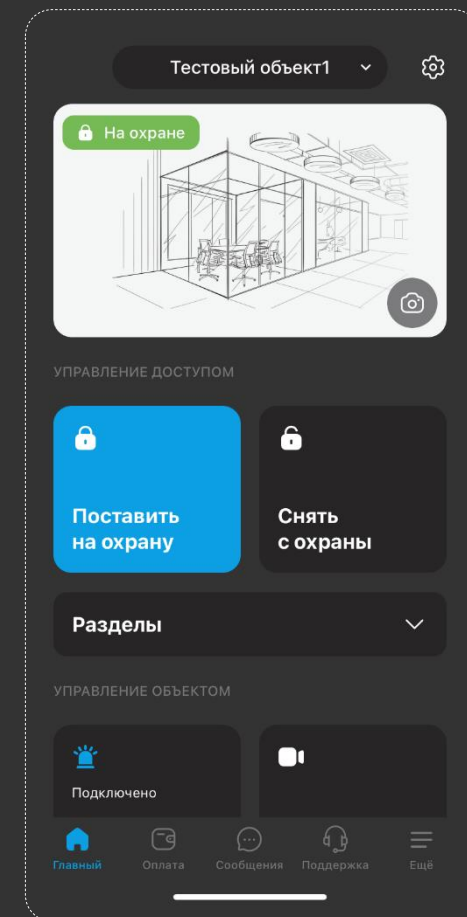 Тестовый объект1
На охране
УПРАВЛЕНИЕ ДОСТУПОМ
Поставить
на охрану
Снять
с охраны
Разделы
УПРАВЛЕНИЕ ОБЪЕКТОМ
Подключено
Главный
Оплата
Сообщения
Поддержка
Ещё